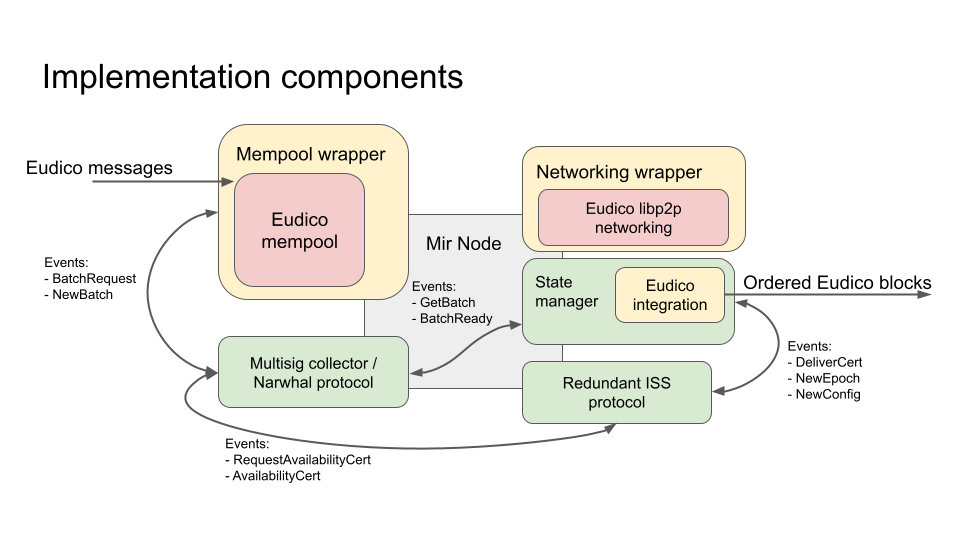 Implementation components
Eudico messages
Mempool wrapper
Eudico
mempool
Networking wrapper
Eudico libp2p
networking
Mir Node
Events:
- BatchRequest
- NewBatch
Events:
- GetBatch
- BatchReady
State
manager
Eudico
integration
Ordered Eudico blocks
Multisig collector /
Narwhal protocol
Redundant ISS
protocol
Events:
- DeliverCert
- NewEpoch
- NewConfig
Events:
- RequestAvailabilityCert
- AvailabilityCert